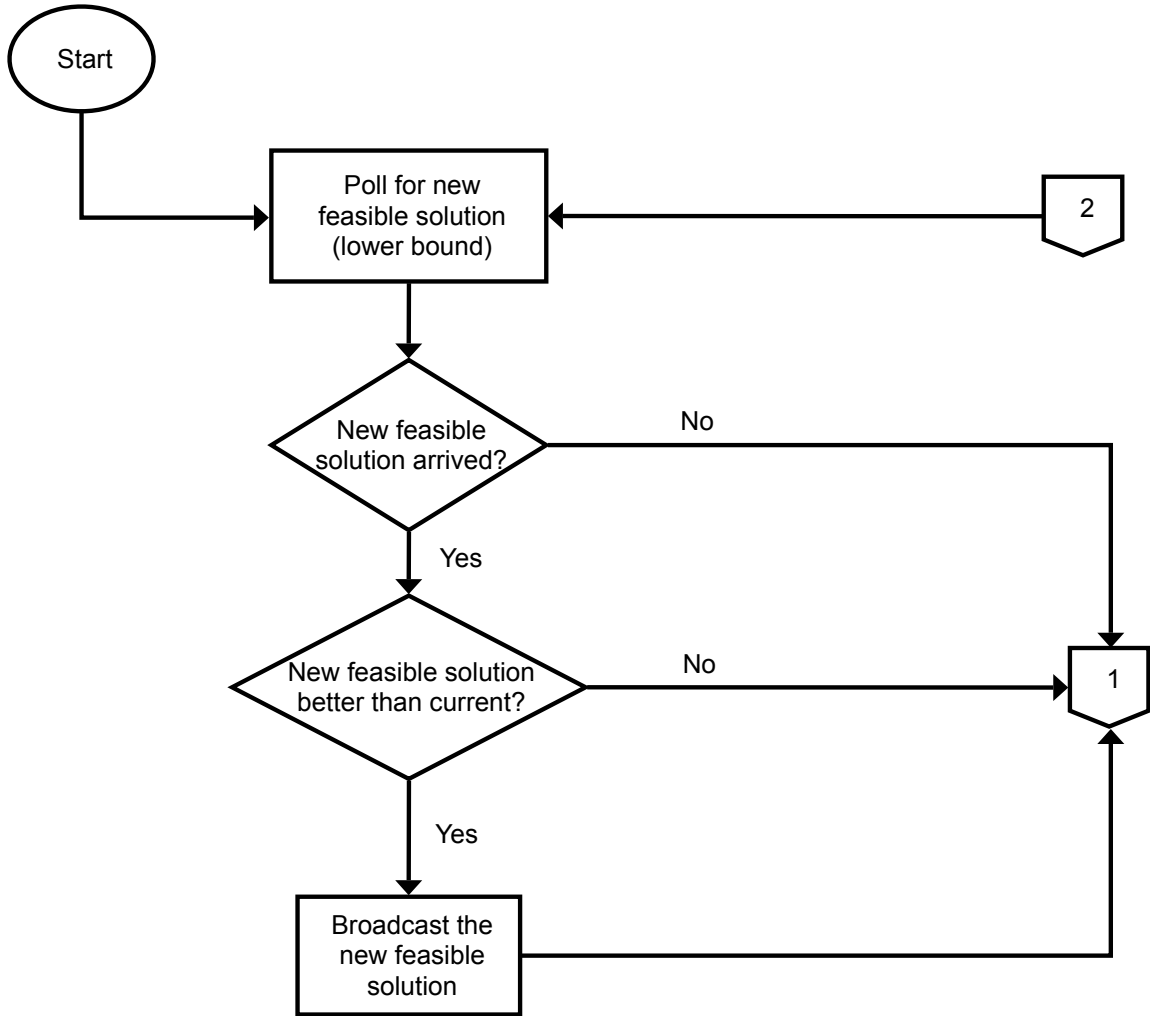 Start
Poll for new
feasible solution
(lower bound)
2
New feasible
solution arrived?
No
Yes
New feasible solution
better than current?
No
1
Yes
Broadcast the
new feasible
solution